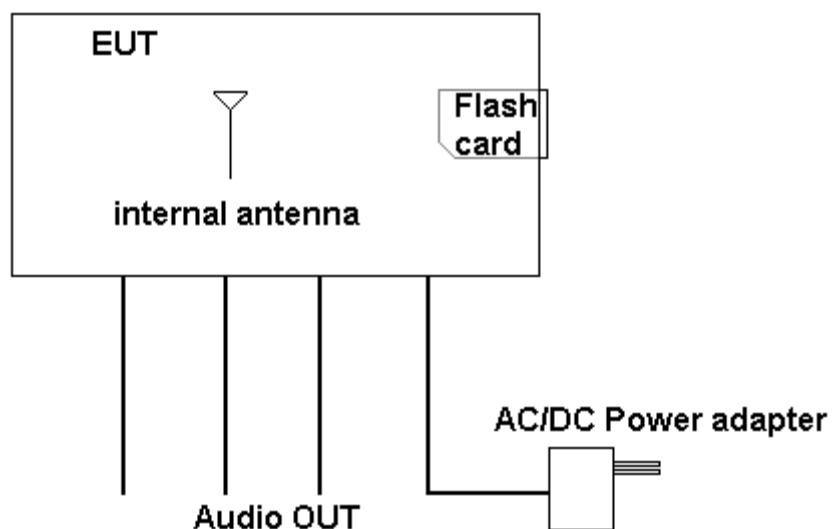 EUT
Flash
card
internal antenna
AC/DC Power adapter
Audio OUT